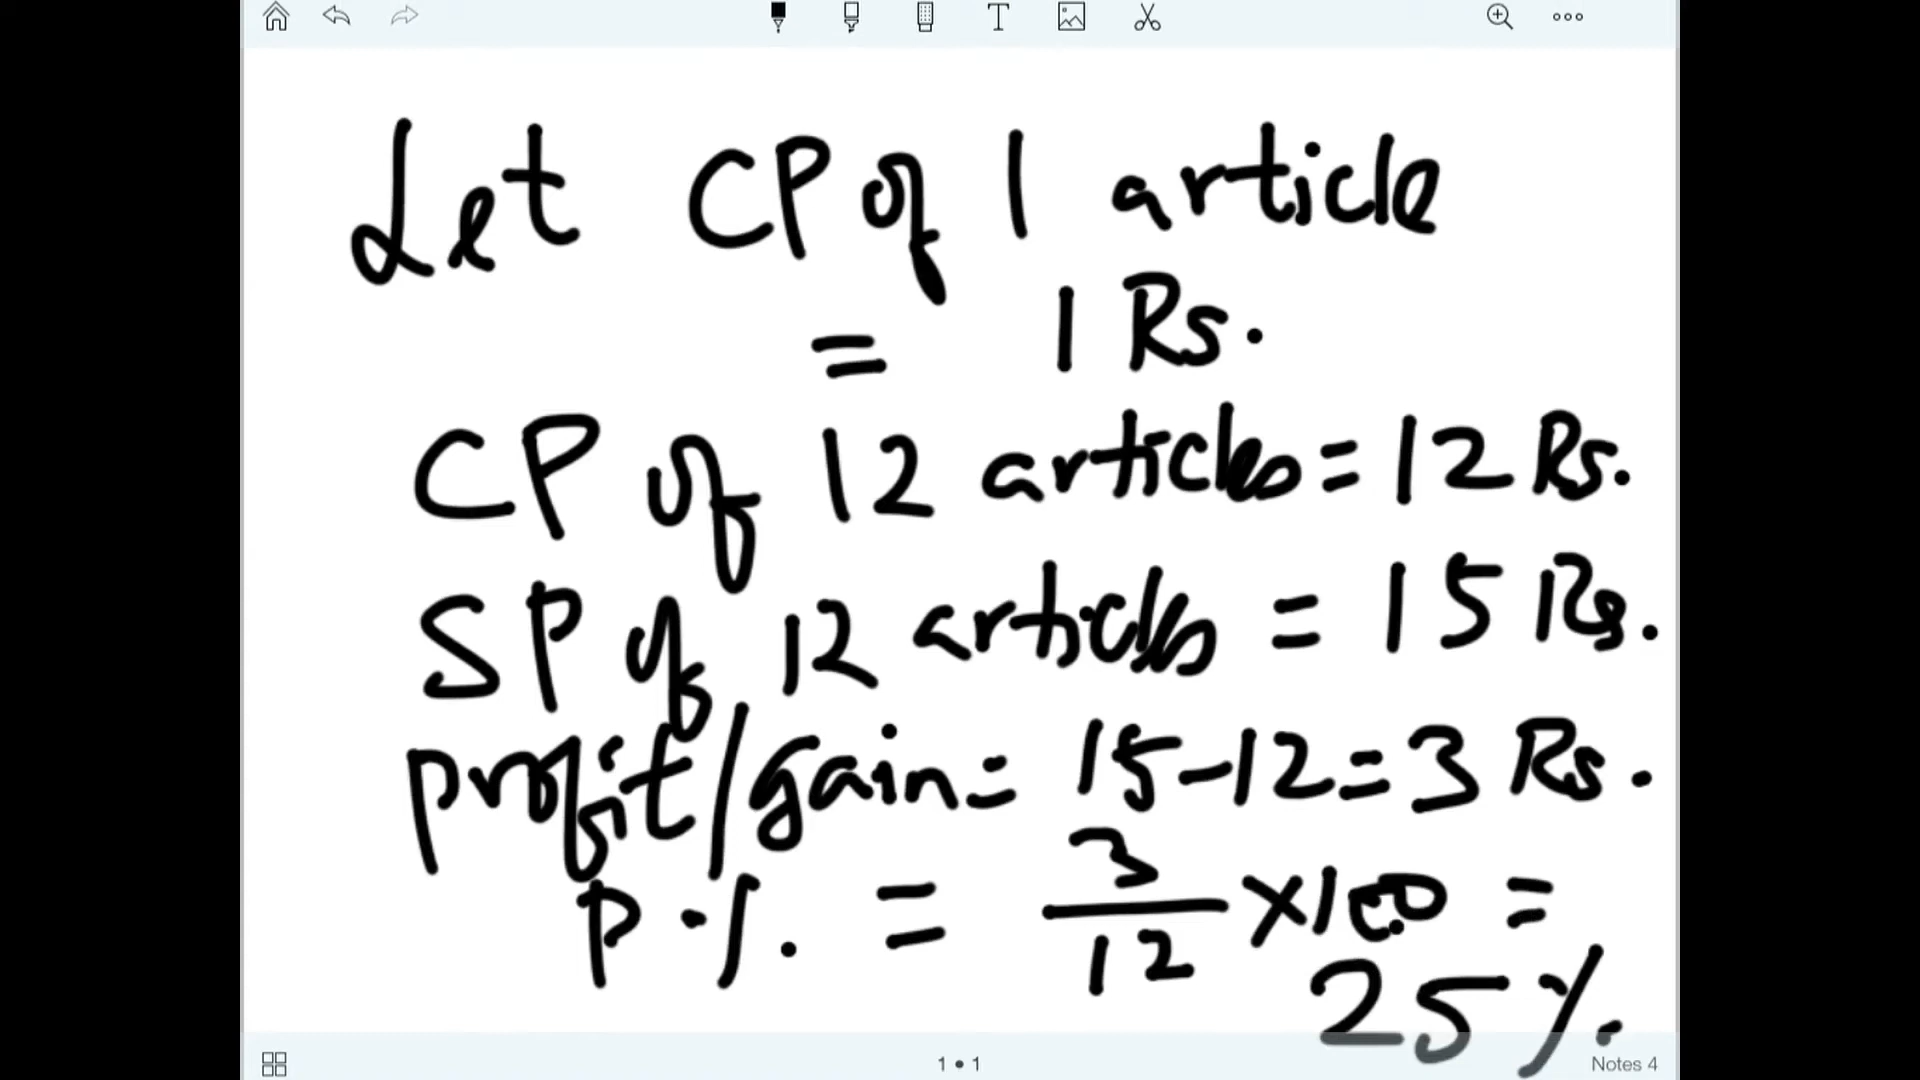 Let CP of 1 article
= 1 Rs.
CP of 12 articles = 12 Rs.
SP of 12 articles = 15 Rs.
profit/gain = 15-12 = 3 Rs.
P.%. = 3/12 x100 =
25%.
1 • 1
Notes 4